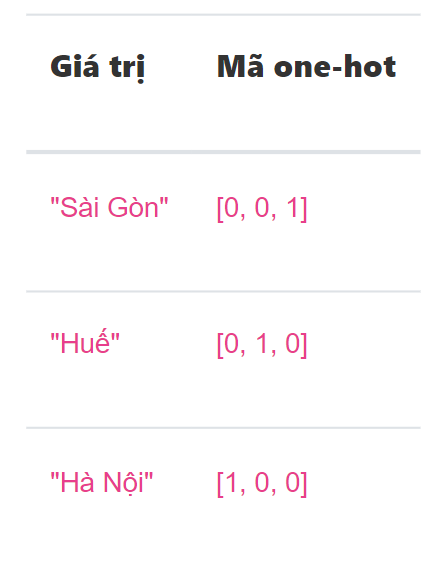 Giá trị Mã one-hot
"Sài Gòn" [0, 0, 1]
"Huế" [0, 1, 0]
"Hà Nội" [1, 0, 0]